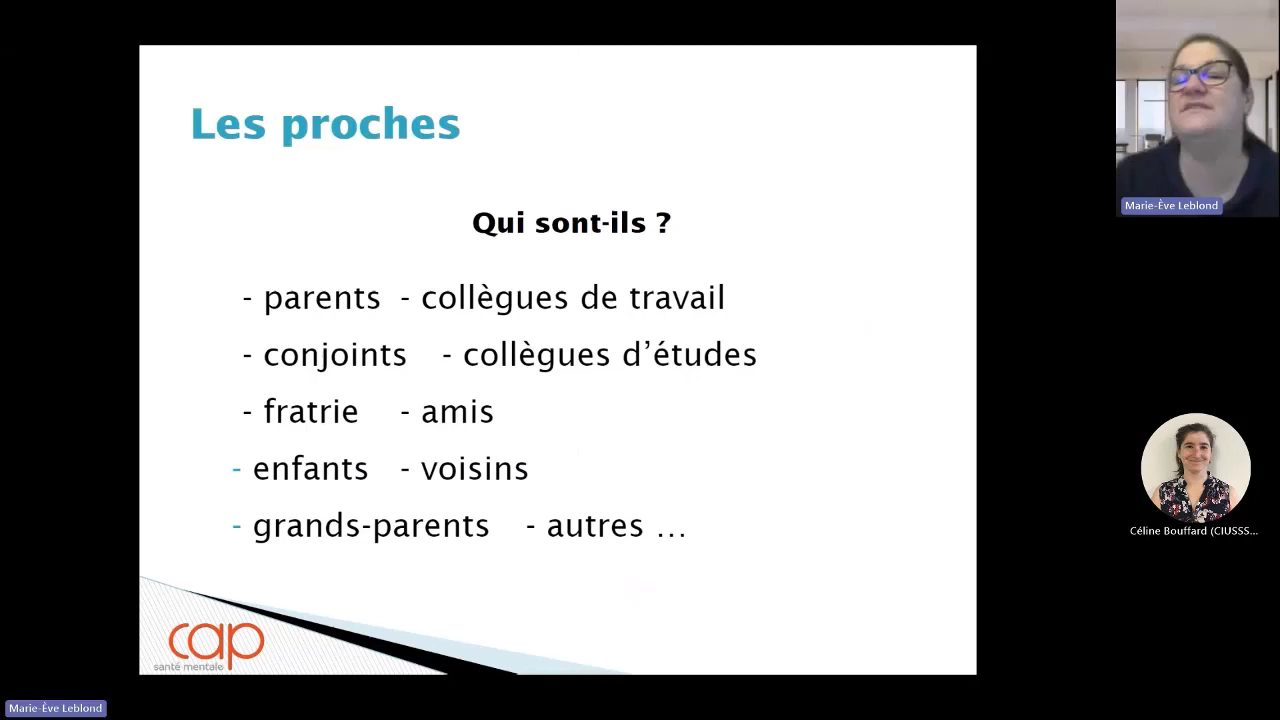 Les proches
Qui sont-ils ?
- parents - collègues de travail
- conjoints - collègues d’études
- fratrie - amis
- enfants - voisins
- grands-parents - autres …
cap
santé mentale
Marie-Ève Leblond
Céline Bouffard (CIUSSS...
Marie-Ève Leblond